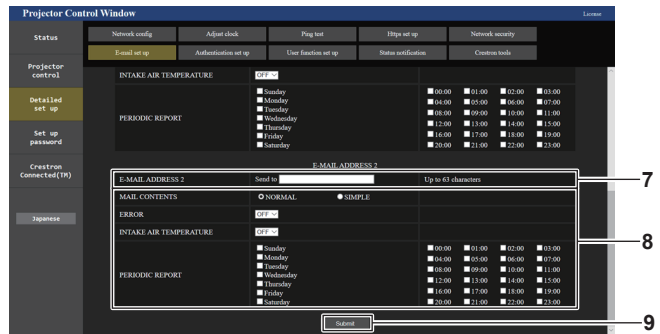 Projector Control Window License
Status
Network config Adjust clock Ping test Https set up Network security
E-mail set up Authentication set up User function set up Status notification Crestron tools
Projector
control
Detailed
set up
Set up
password
Crestron
Connected(TM)
Japanese
INTAKE AIR TEMPERATURE OFF
PERIODIC REPORT
Sunday 00:00 01:00 02:00 03:00
Monday 04:00 05:00 06:00 07:00
Tuesday 08:00 09:00 10:00 11:00
Wednesday 12:00 13:00 14:00 15:00
Thursday 16:00 17:00 18:00 19:00
Friday 20:00 21:00 22:00 23:00
Saturday
E-MAIL ADDRESS 2
E-MAIL ADDRESS 2 Send to Up to 63 characters 7
MAIL CONTENTS NORMAL SIMPLE
ERROR OFF
INTAKE AIR TEMPERATURE OFF 8
PERIODIC REPORT
Sunday 00:00 01:00 02:00 03:00
Monday 04:00 05:00 06:00 07:00
Tuesday 08:00 09:00 10:00 11:00
Wednesday 12:00 13:00 14:00 15:00
Thursday 16:00 17:00 18:00 19:00
Friday 20:00 21:00 22:00 23:00
Saturday
Submit 9